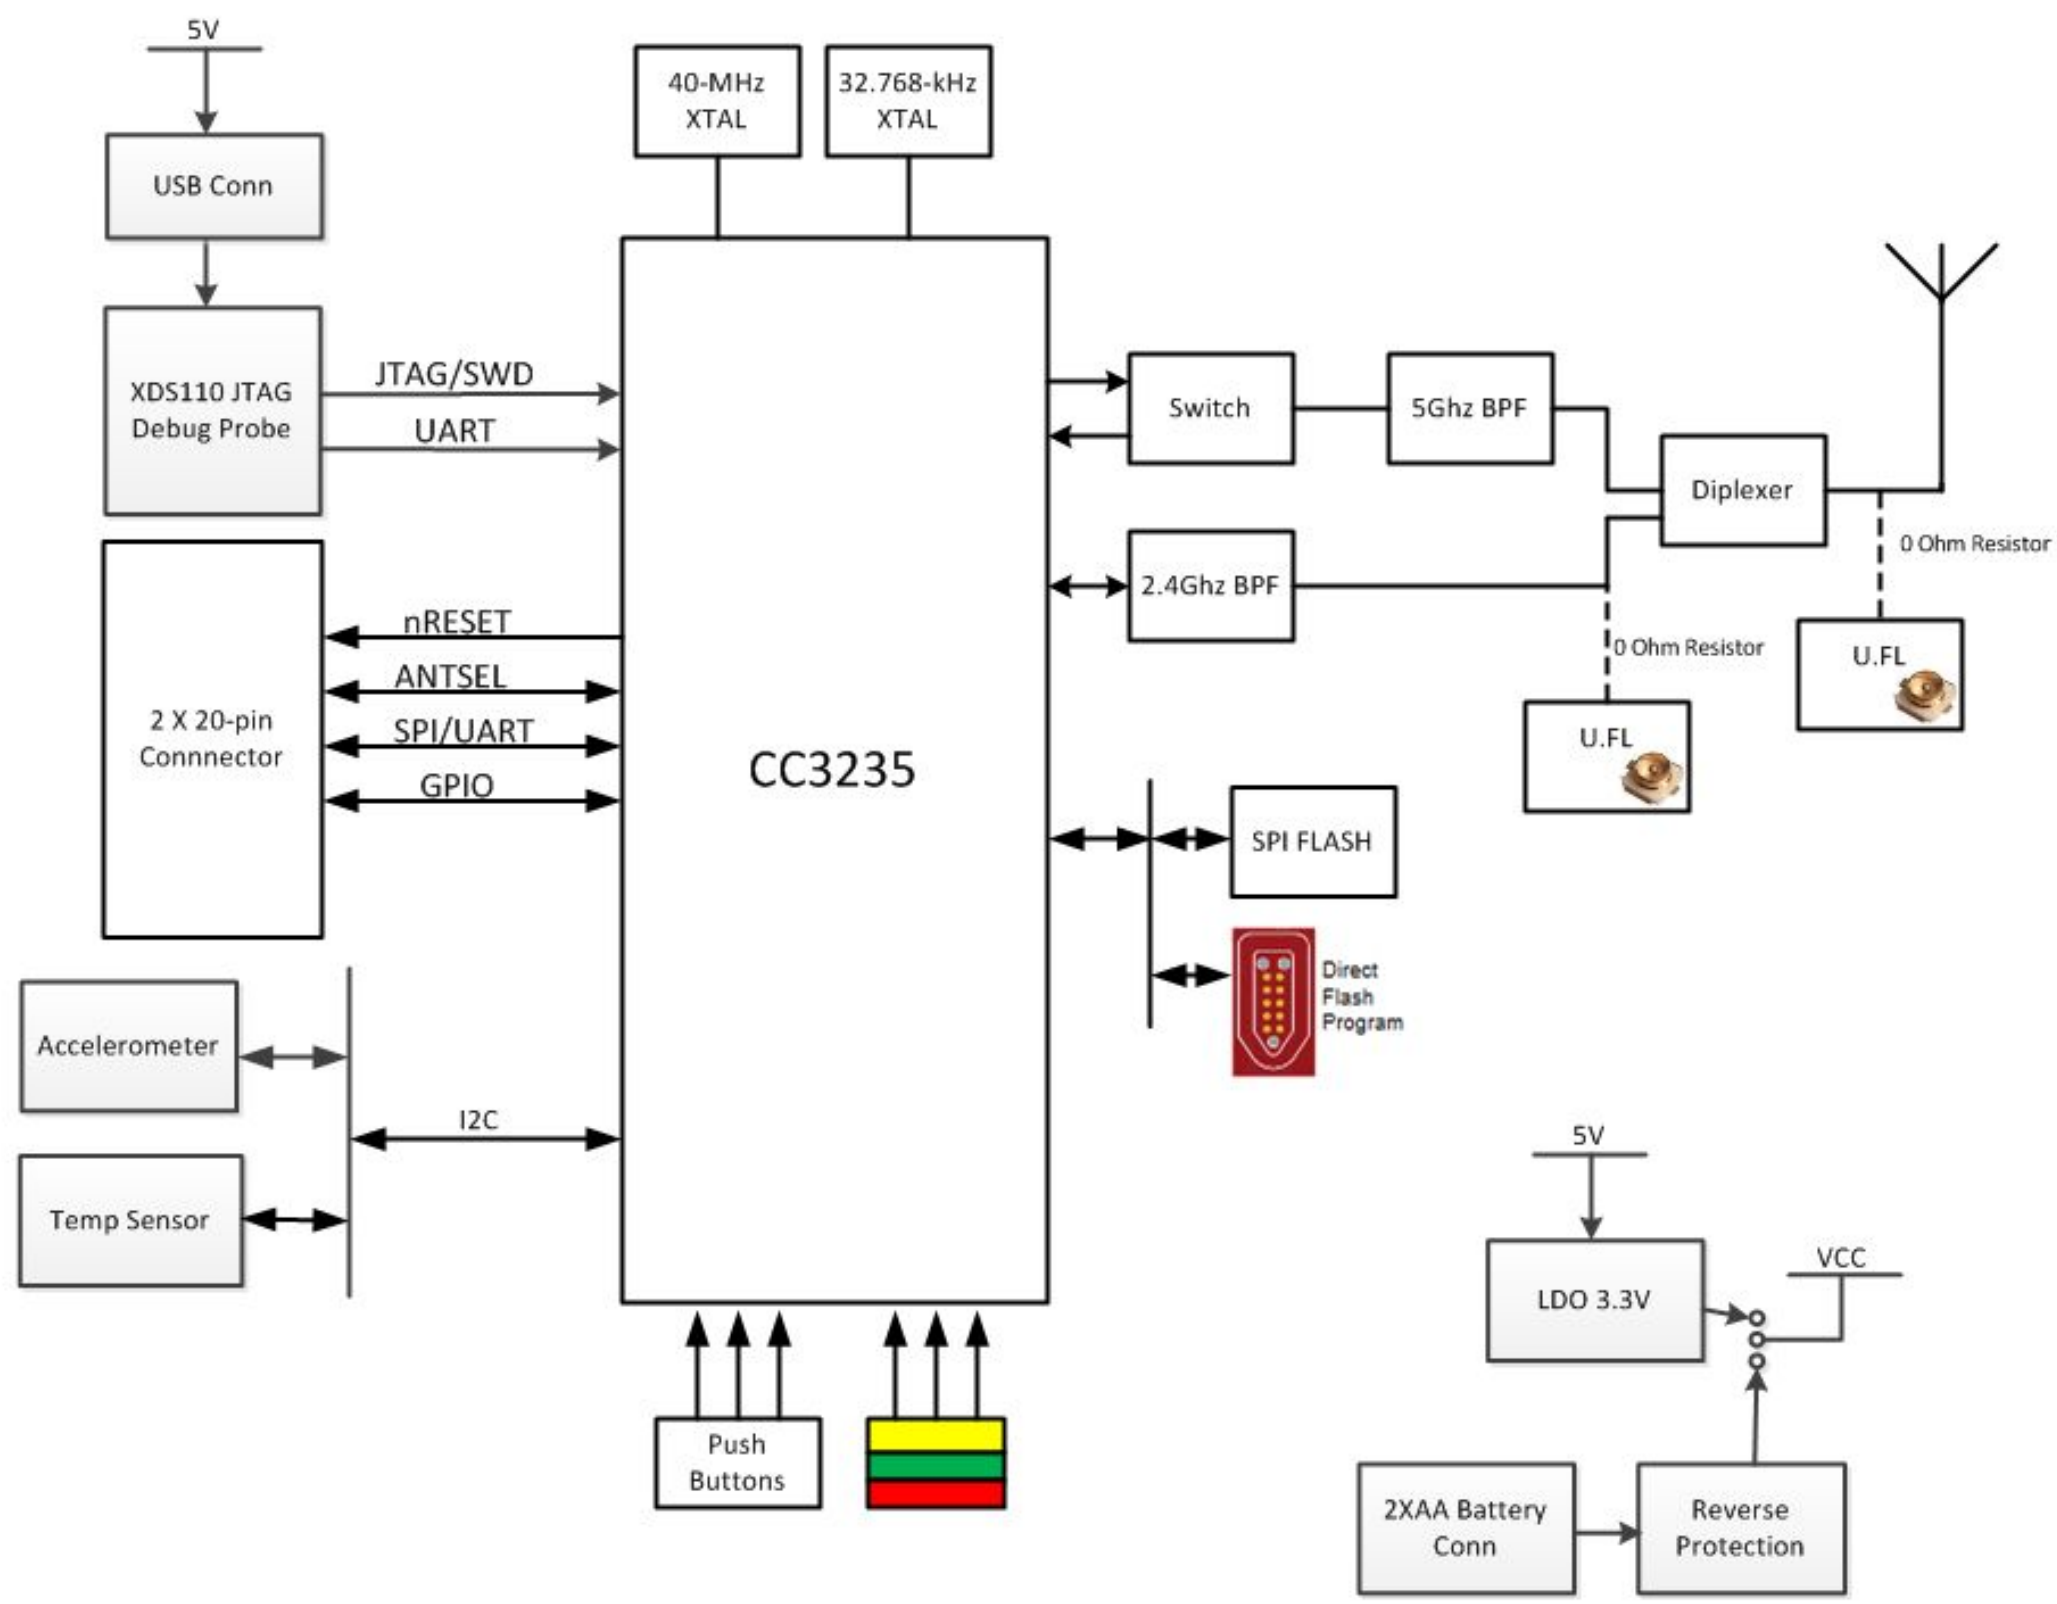 5V
USB Conn
XDS110 JTAG
Debug Probe
JTAG/SWD
UART
40-MHz
XTAL
32.768-kHz
XTAL
CC3235
2 X 20-pin
Connnector
nRESET
ANTSEL
SPI/UART
GPIO
Accelerometer
Temp Sensor
I2C
Push
Buttons
Switch
5Ghz BPF
Diplexer
2.4Ghz BPF
0 Ohm Resistor
U.FL
0 Ohm Resistor
U.FL
SPI FLASH
Direct
Flash
Program
5V
LDO 3.3V
VCC
2XAA Battery
Conn
Reverse
Protection